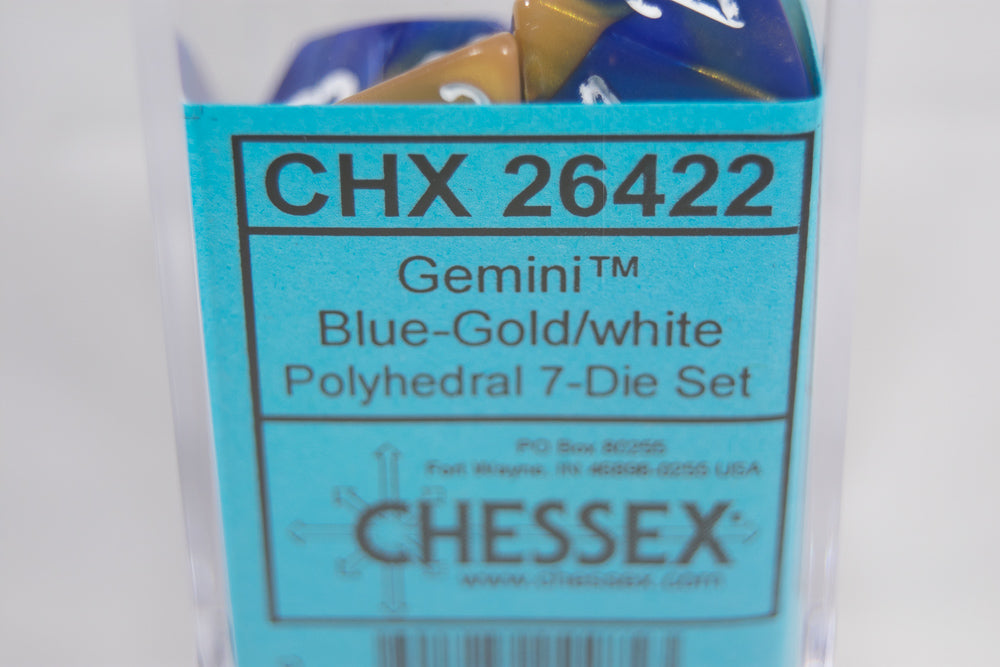 CHX 26422
Gemini™
Blue-Gold/white
Polyhedral 7-Die Set
PO Box 80255
Fort Wayne, IN 46898-0255 USA
CHESSEX
www.chessex.com